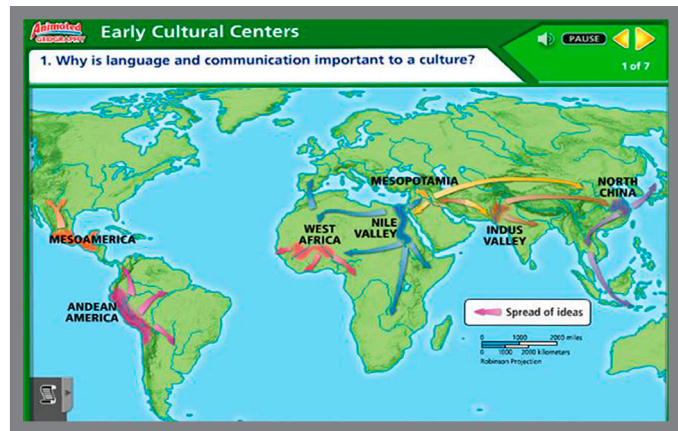 Animated
GEOGRAPHY
Early Cultural Centers
PAUSE
1. Why is language and communication important to a culture?
1 of 7
MESOPOTAMIA
NORTH
CHINA
WEST
AFRICA
NILE
VALLEY
INDUS
VALLEY
MESOAMERICA
ANDEAN
AMERICA
Spread of ideas
0 1000 2000 miles
0 1000 2000 kilometers
Robinson Projection